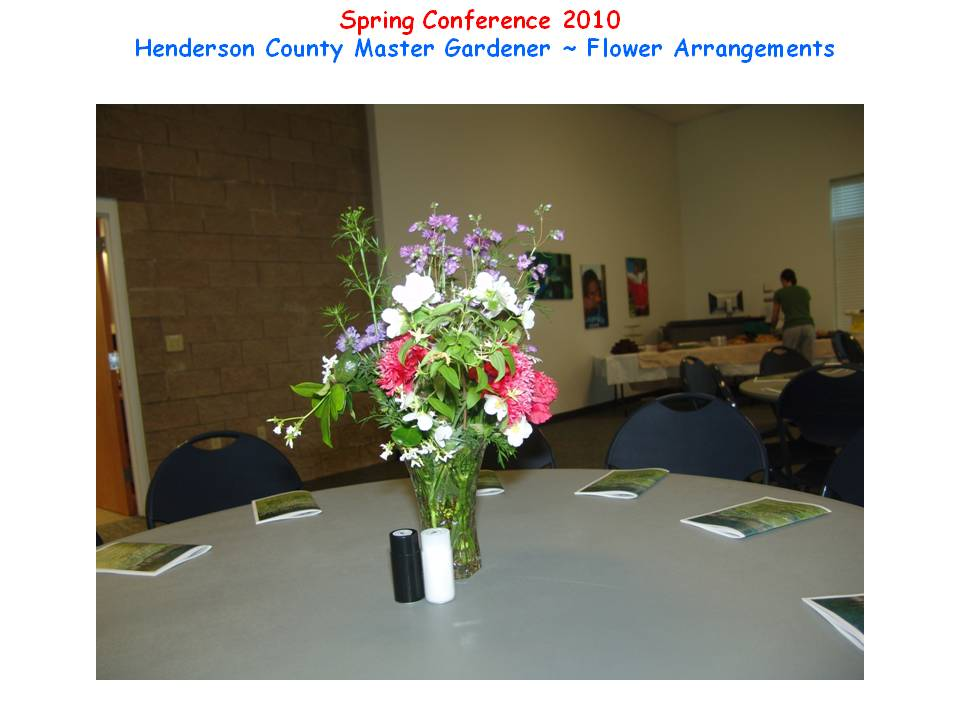 Spring Conference 2010
Henderson County Master Gardener ~ Flower Arrangements